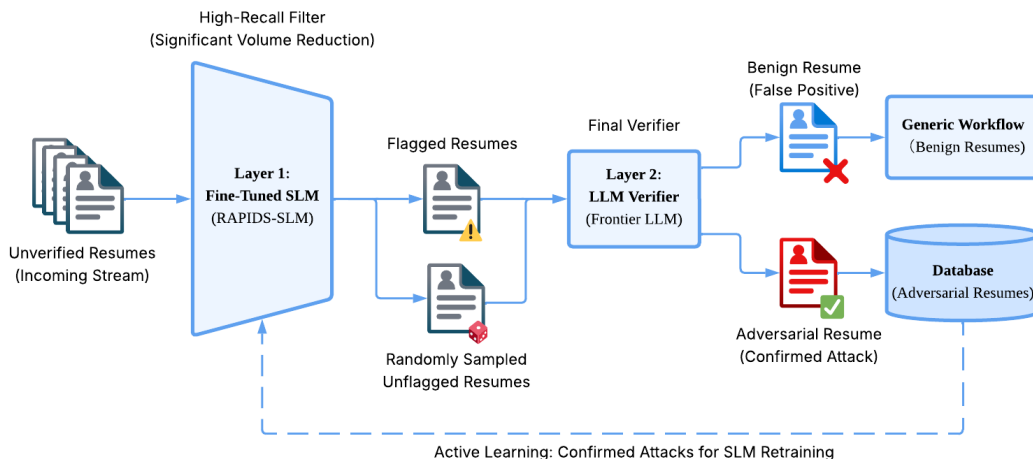 High-Recall Filter
(Significant Volume Reduction)
Unverified Resumes
(Incoming Stream)
Layer 1:
Fine-Tuned SLM
(RAPIDS-SLM)
Flagged Resumes
Randomly Sampled
Unflagged Resumes
Final Verifier
Layer 2:
LLM Verifier
(Frontier LLM)
Benign Resume
(False Positive)
Generic Workflow
(Benign Resumes)
Adversarial Resume
(Confirmed Attack)
Database
(Adversarial Resumes)
Active Learning: Confirmed Attacks for SLM Retraining